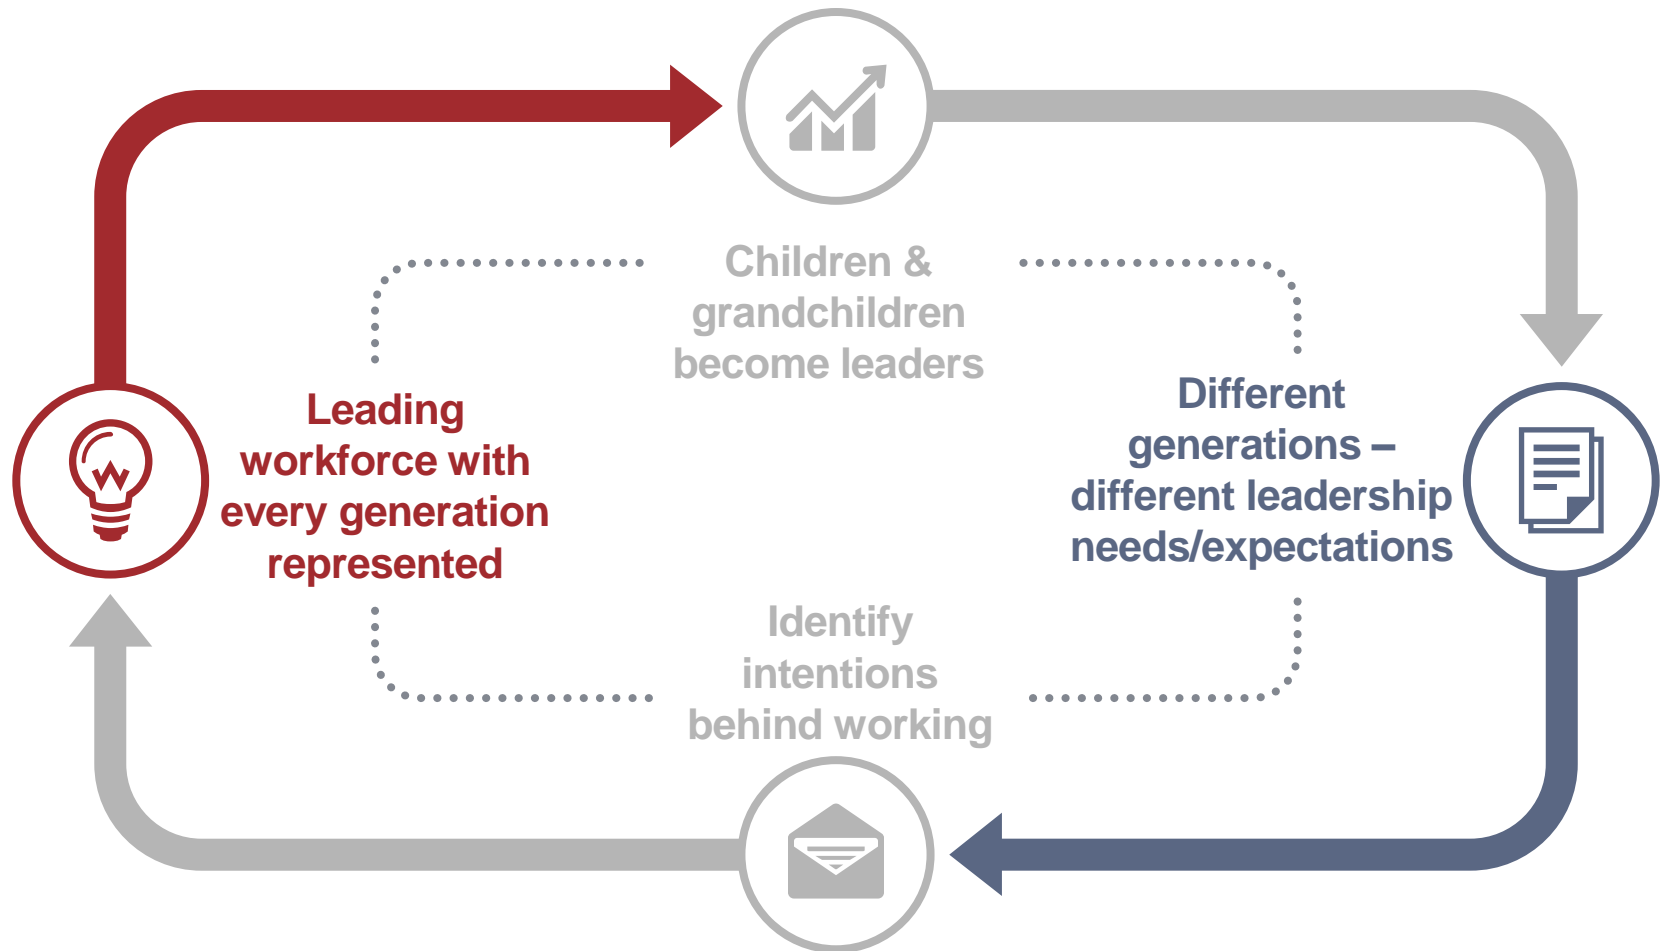 Children &
grandchildren
become leaders
Leading
workforce with
every generation
represented
Different
generations –
different leadership
needs/expectations
Identify
intentions
behind working